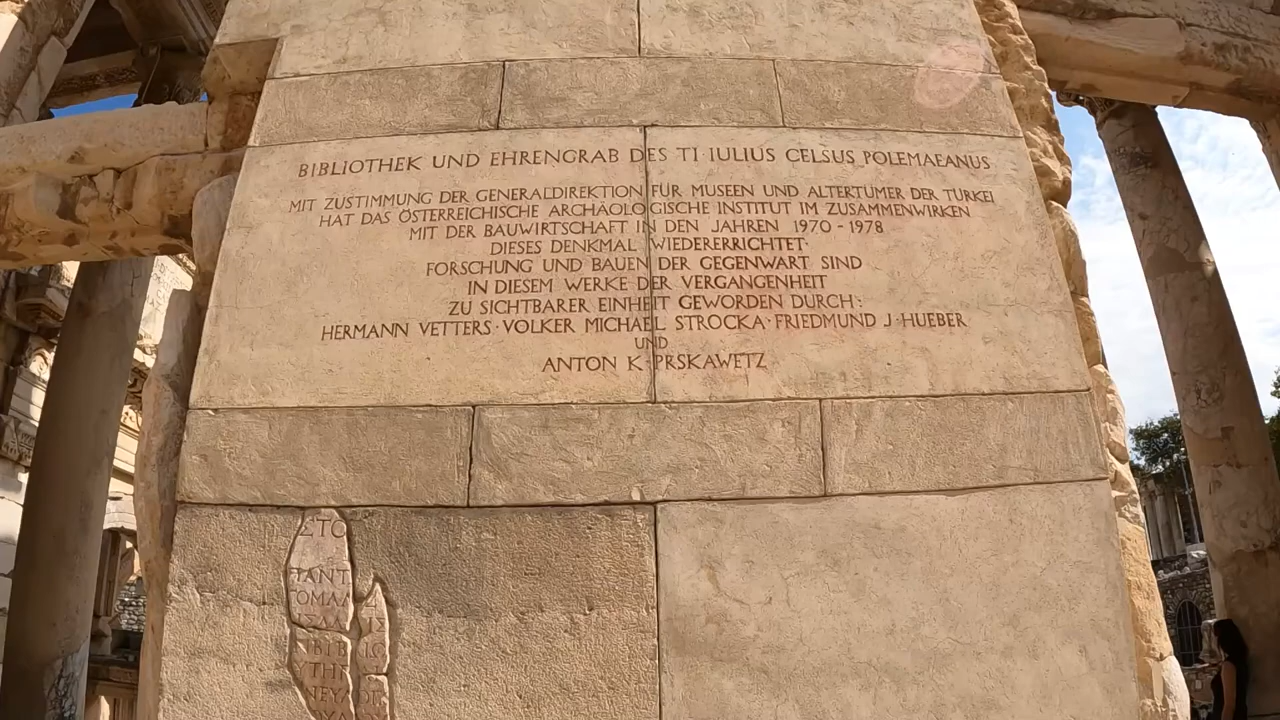 BIBLIOTHEK UND EHRENGRAB DES TI IULIUS CELSUS POLEMAEANUS
MIT ZUSTIMMUNG DER GENERALDIREKTION FÜR MUSEEN UND ALTERTÜMER DER TÜRKEI
HAT DAS ÖSTERREICHISCHE ARCHÄOLOGISCHE INSTITUT IM ZUSAMMENWIRKEN
MIT DER BAUWIRTSCHAFT IN DEN JAHREN 1970 - 1978
DIESES DENKMAL WIEDERERRICHTET·
FORSCHUNG UND BAUEN DER GEGENWART SIND
IN DIESEM WERKE DER VERGANGENHEIT
ZU SICHTBARER EINHEIT GEWORDEN DURCH:
HERMANN VETTERS · VOLKER MICHAEL STROCKA · FRIEDMUND J · HUEBER
UND
ANTON K · PRSKAWETZ
ΣΤΟ